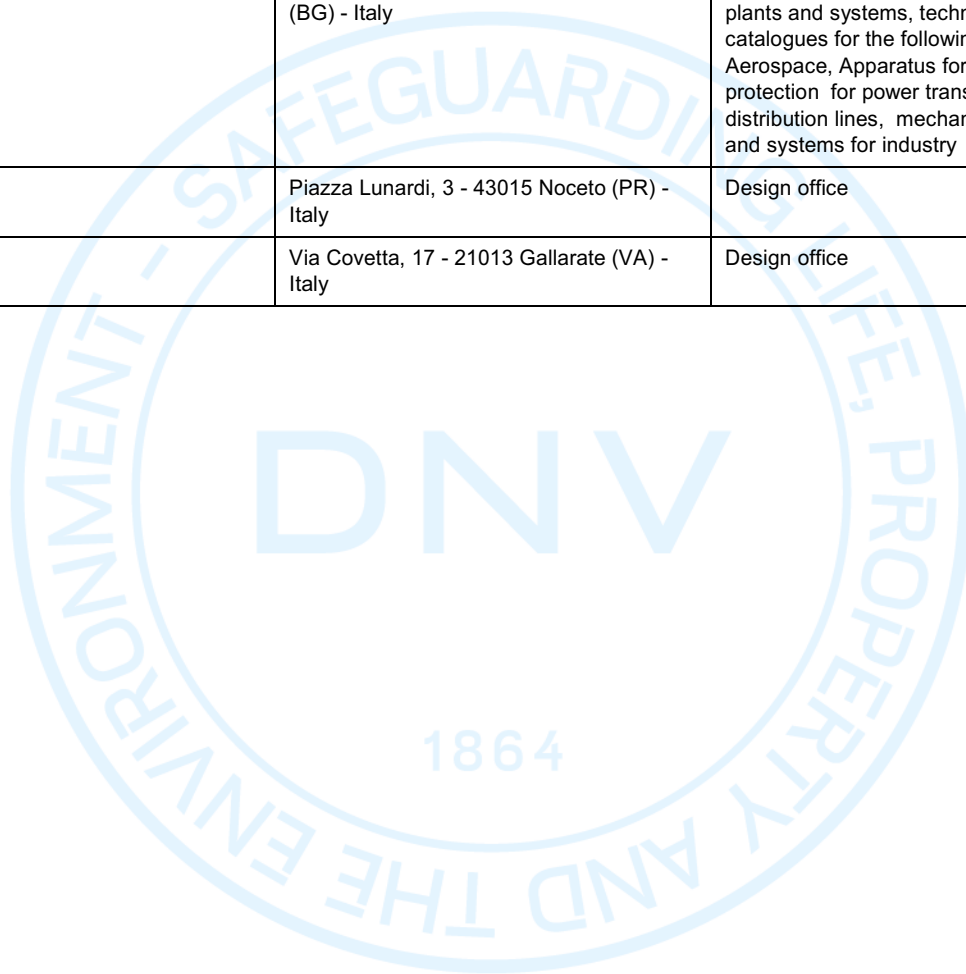 (BG) - Italy
plants and systems, techn
catalogues for the followin
Aerospace, Apparatus for
protection for power trans
distribution lines, mechan
and systems for industry
Piazza Lunardi, 3 - 43015 Noceto (PR) -
Italy
Design office
Via Covetta, 17 - 21013 Gallarate (VA) -
Italy
Design office
SAFEGUARDING LIFE, PROPERTY AND THE ENVIRONMENT -
DNV
1864